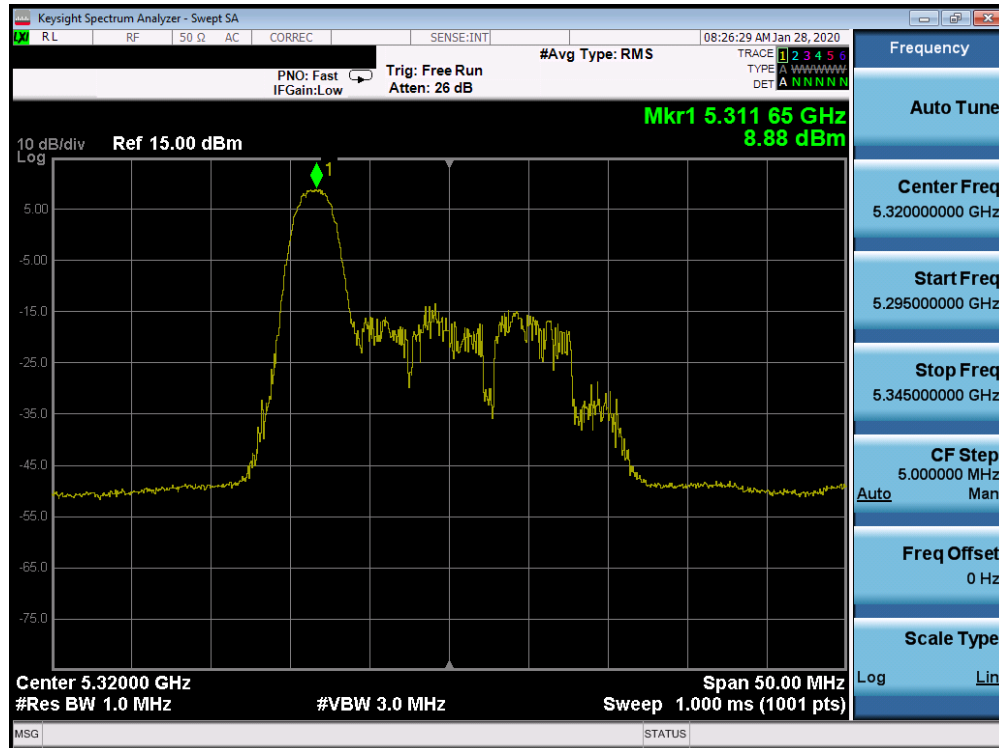 Keysight Spectrum Analyzer - Swept SA
LXI RL RF 50 Ω AC CORREC SENSE:INT 08:26:29 AM Jan 28, 2020
#Avg Type: RMS TRACE 1 2 3 4 5 6
PNO: Fast Trig: Free Run TYPE A WWWWW
IFGain:Low Atten: 26 dB DET A N N N N N
Mkr1 5.311 65 GHz
8.88 dBm
10 dB/div Ref 15.00 dBm
Log
1
5.00
-5.00
-15.0
-25.0
-35.0
-45.0
-55.0
-65.0
-75.0
Center 5.32000 GHz Span 50.00 MHz
#Res BW 1.0 MHz #VBW 3.0 MHz Sweep 1.000 ms (1001 pts)
MSG STATUS
Frequency
Auto Tune
Center Freq
5.320000000 GHz
Start Freq
5.295000000 GHz
Stop Freq
5.345000000 GHz
CF Step
5.000000 MHz
Auto Man
Freq Offset
0 Hz
Scale Type
Log Lin